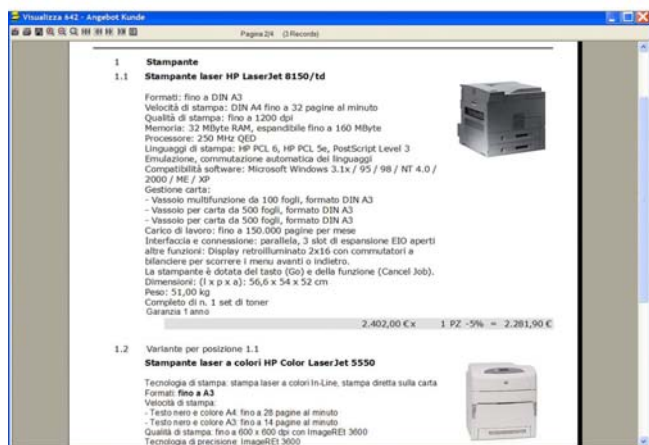 Visualizza 642 - Angebot Kunde
Pagina 2/4 (3 Records)
1 Stampante
1.1 Stampante laser HP LaserJet 8150/td
Formati: fino a DIN A3
Velocità di stampa: DIN A4 fino a 32 pagine al minuto
Qualità di stampa: fino a 1200 dpi
Memoria: 32 MByte RAM, espandibile fino a 160 MByte
Processore: 250 MHz QED
Linguaggi di stampa: HP PCL 6, HP PCL 5e, PostScript Level 3
Emulazione, commutazione automatica dei linguaggi
Compatibilità software: Microsoft Windows 3.1x / 95 / 98 / NT 4.0 /
2000 / ME / XP
Gestione carta:
- Vassoio multifunzione da 100 fogli, formato DIN A3
- Vassoio per carta da 500 fogli, formato DIN A3
- Vassoio per carta da 500 fogli, formato DIN A3
Carico di lavoro: fino a 150.000 pagine per mese
Interfaccia e connessione: parallela, 3 slot di espansione EIO aperti
altre funzioni: Display retroilluminato 2x16 con commutatori a
bilanciere per scorrere i menu avanti o indietro.
La stampante è dotata del tasto (Go) e della funzione (Cancel Job).
Dimensioni: (l x p x a): 56,6 x 54 x 52 cm
Peso: 51,00 kg
Completo di n. 1 set di toner
Garanzia 1 anno
2.402,00 € x 1 PZ -5% = 2.281,90 €
1.2 Variante per posizione 1.1
Stampante laser a colori HP Color LaserJet 5550
Tecnologia di stampa: stampa laser a colori In-Line, stampa diretta sulla carta
Formati: fino a A3
Velocità di stampa:
- Testo nero e colore A4: fino a 28 pagine al minuto
- Testo nero e colore A3: fino a 14 pagine al minuto
Qualità di stampa: fino a 600 x 600 dpi con ImageREt 3600
Tecnologia di precisione ImageREt 3600